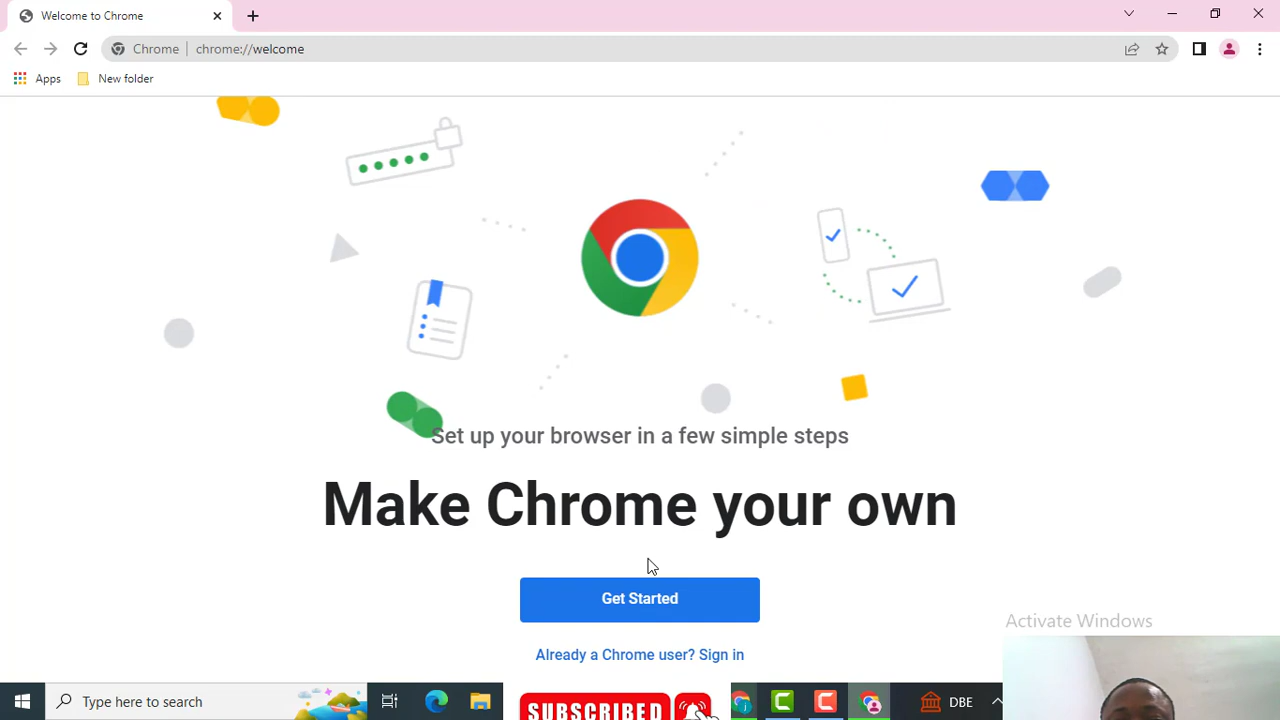 Welcome to Chrome
Chrome | chrome://welcome
Apps
New folder
Set up your browser in a few simple steps
Make Chrome your own
Get Started
Already a Chrome user? Sign in
Activate Windows
Type here to search
SUBSCRIBED
DBE